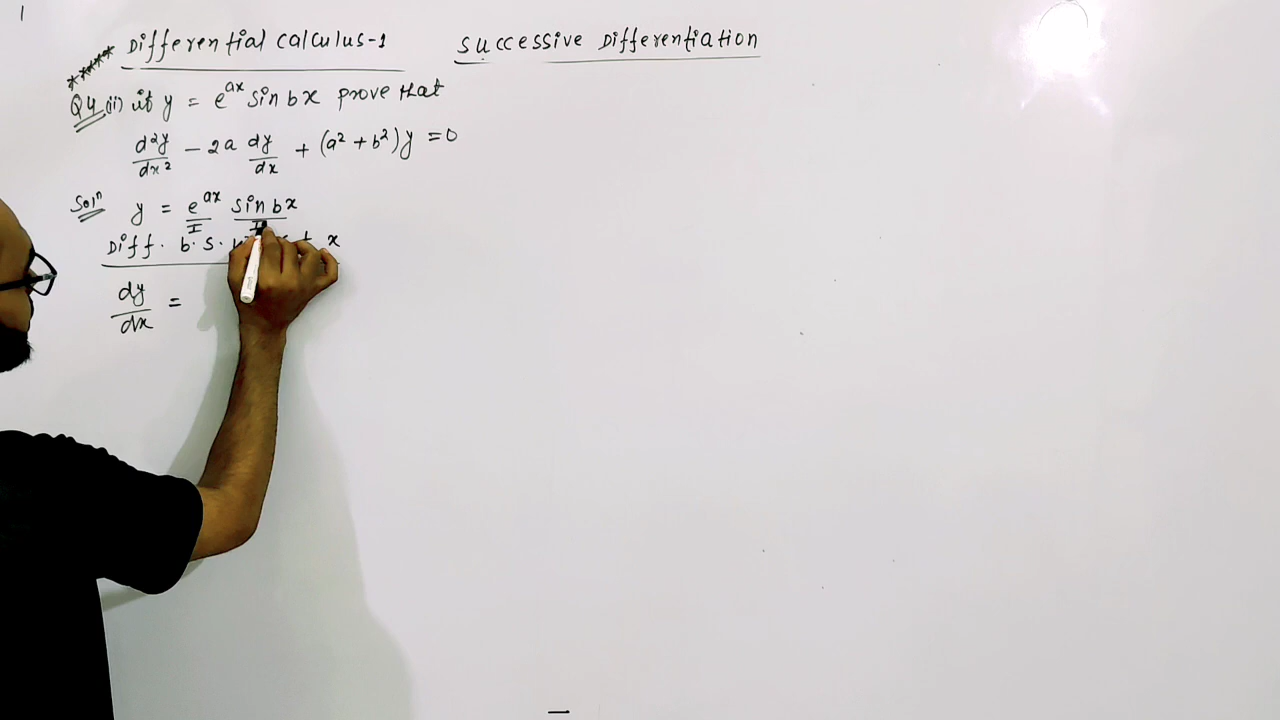 1
Differential Calculus-1
Successive Differentiation
***** Q4 (ii) if y = e^{ax} sin bx prove that
d²y/dx² - 2a dy/dx + (a² + b²)y = 0
Solⁿ y = e^{ax} sin bx
I
Diff. b. s. x
dy/dx =